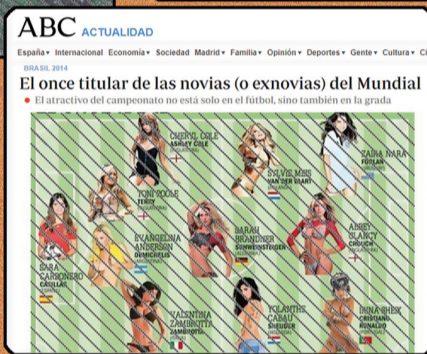 ABC ACTUALIDAD
España Internacional Economía Sociedad Madrid Familia Opinión Deportes Gente Cultura
BRASIL 2014
El once titular de las novias (o exnovias) del Mundial
El atractivo del campeonato no está solo en el fútbol, sino también en la grada
CHERYL COLE
ASHLEY COLE
SYLVIE MEIS
VAN DER VAART
ZAIRA NARA
FORLAN
TONI POOLE
TERRY
EVANGELINA
ANDERSON
DEMICHELIS
SARAH
BRANDNER
SCHWEINSTEIGER
ABBEY
CLANCY
CROUCH
SARA
CARBONERO
CASILLAS
VALENTINA
ZAMBROTTA
ZAMBROTTA
YOLANTHE
CABAU
SNEIJDER
IRINA SHEIK
CRISTIANO
RONALDO